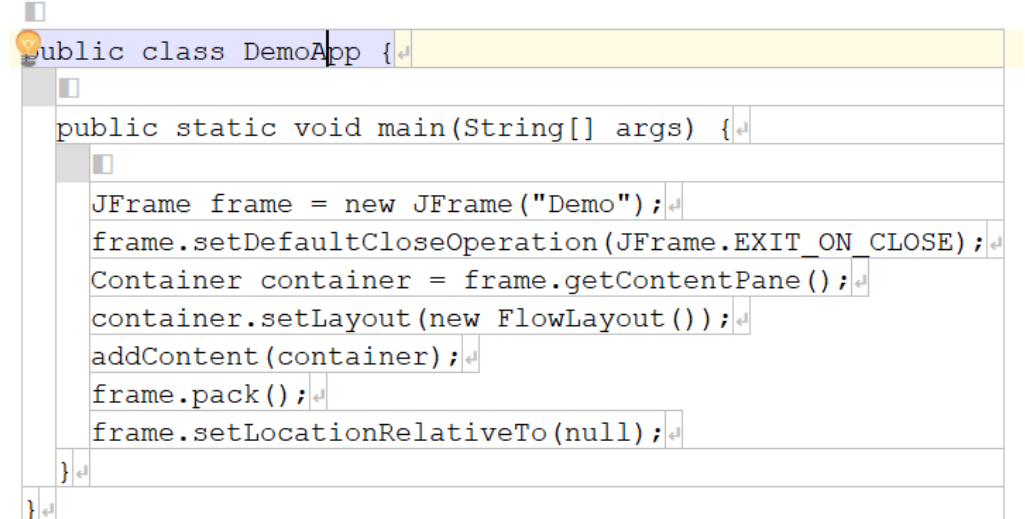 public class DemoApp {
public static void main(String[] args) {
JFrame frame = new JFrame("Demo");
frame.setDefaultCloseOperation(JFrame.EXIT_ON_CLOSE);
Container container = frame.getContentPane();
container.setLayout(new FlowLayout());
addContent(container);
frame.pack();
frame.setLocationRelativeTo(null);
}
}